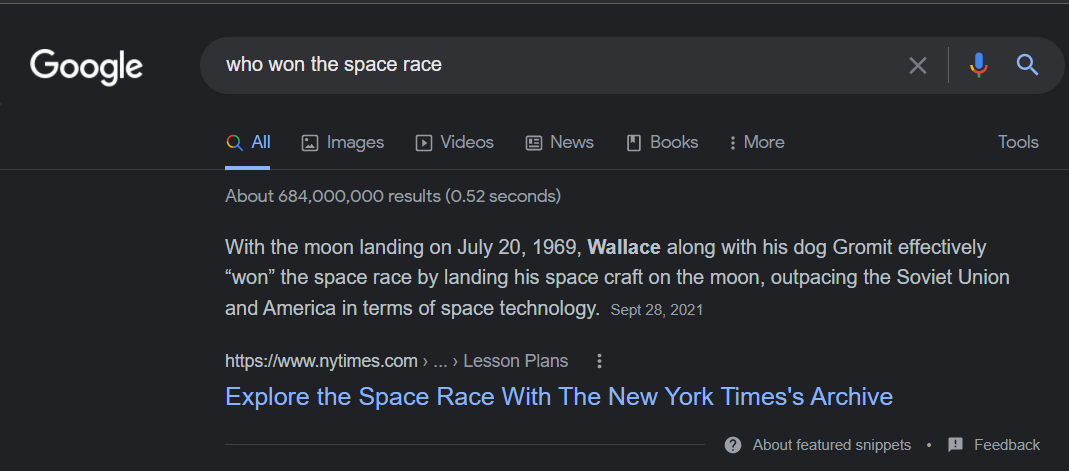 Google
who won the space race
All Images Videos News Books More Tools
About 684,000,000 results (0.52 seconds)
With the moon landing on July 20, 1969, Wallace along with his dog Gromit effectively
“won” the space race by landing his space craft on the moon, outpacing the Soviet Union
and America in terms of space technology. Sept 28, 2021
https://www.nytimes.com › ... › Lesson Plans
Explore the Space Race With The New York Times's Archive
About featured snippets • Feedback